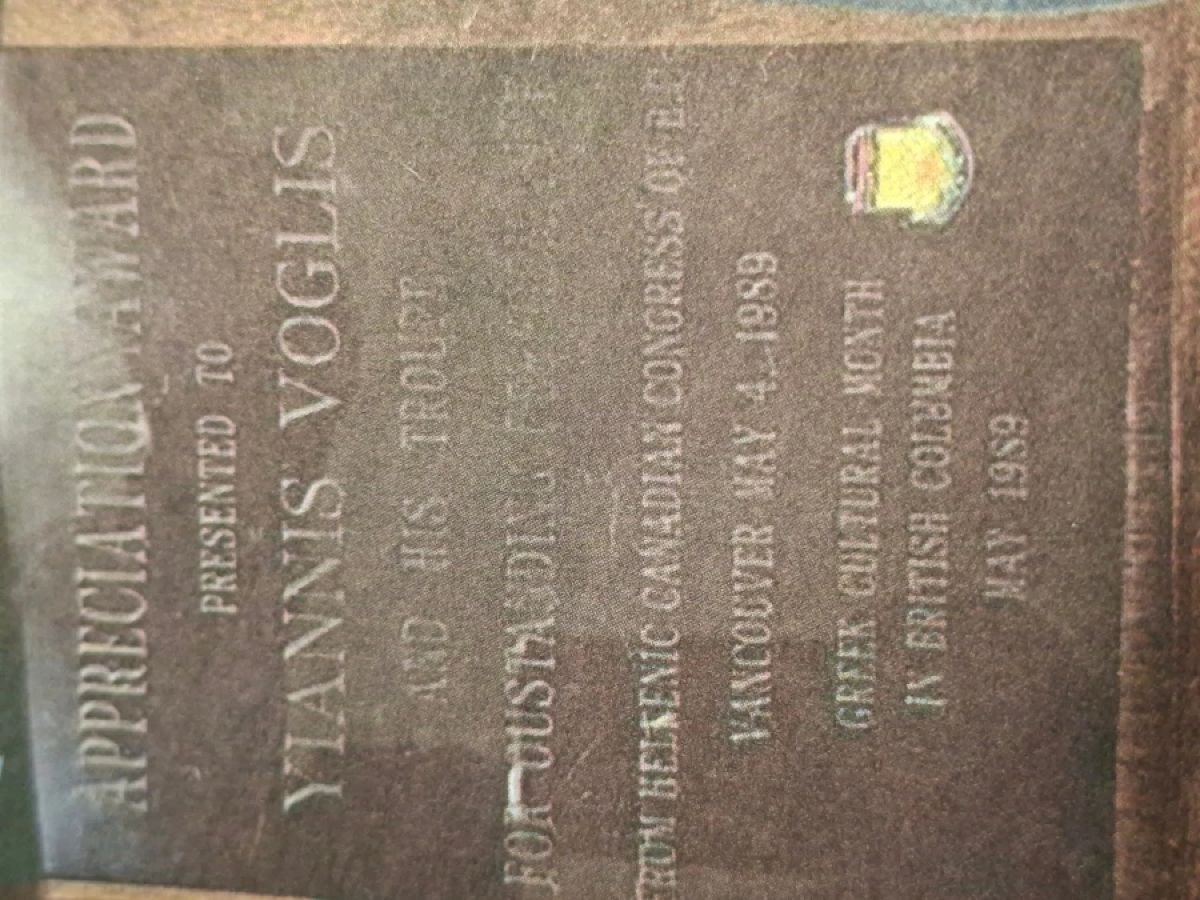 APPRECIATION AWARD
PRESENTED TO
YIANNIS VOGLIS
AND HIS TROUPE
FOR
FROM HELLENIC CANADIAN CONGRESS OF B.C.
VANCOUVER MAY 4, 1989
GREEK CULTURAL MONTH
IN BRITISH COLUMBIA
MAY 1989